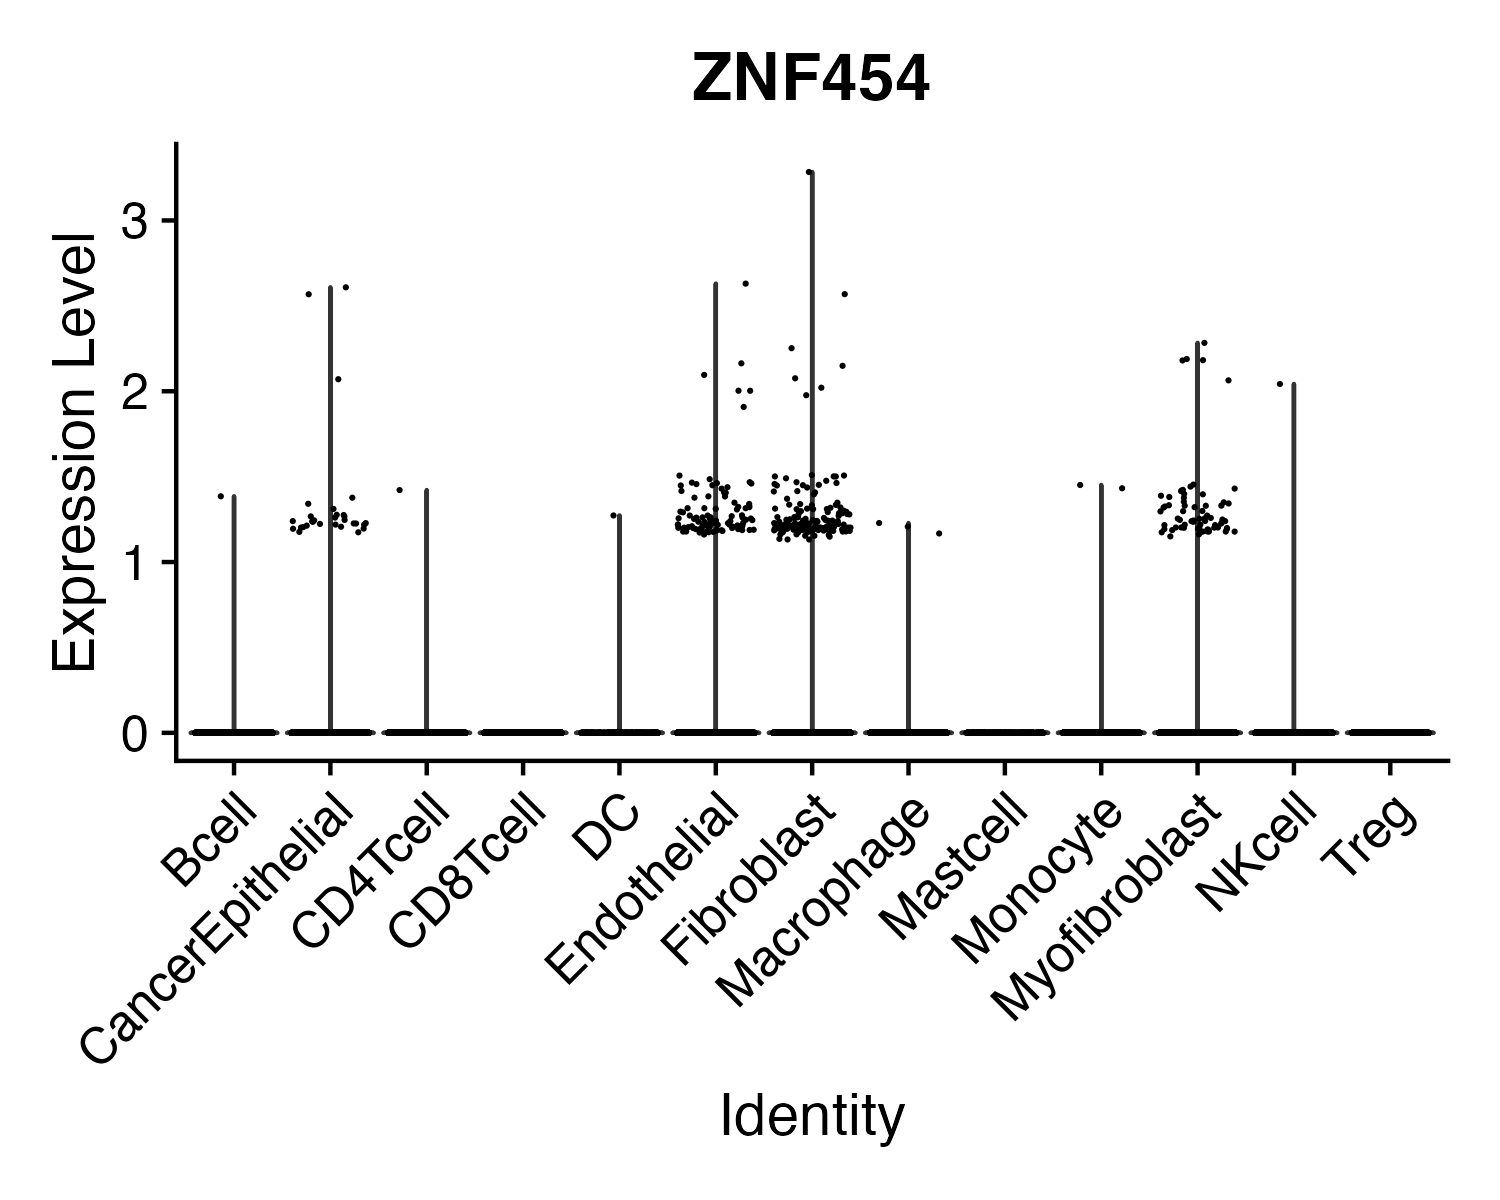 ZNF454
Expression Level
3
2
1
0
Bcell
CancerEpithelial
CD4Tcell
CD8Tcell
DC
Endothelial
Fibroblast
Macrophage
Mastcell
Monocyte
Myofibroblast
NKcell
Treg
Identity